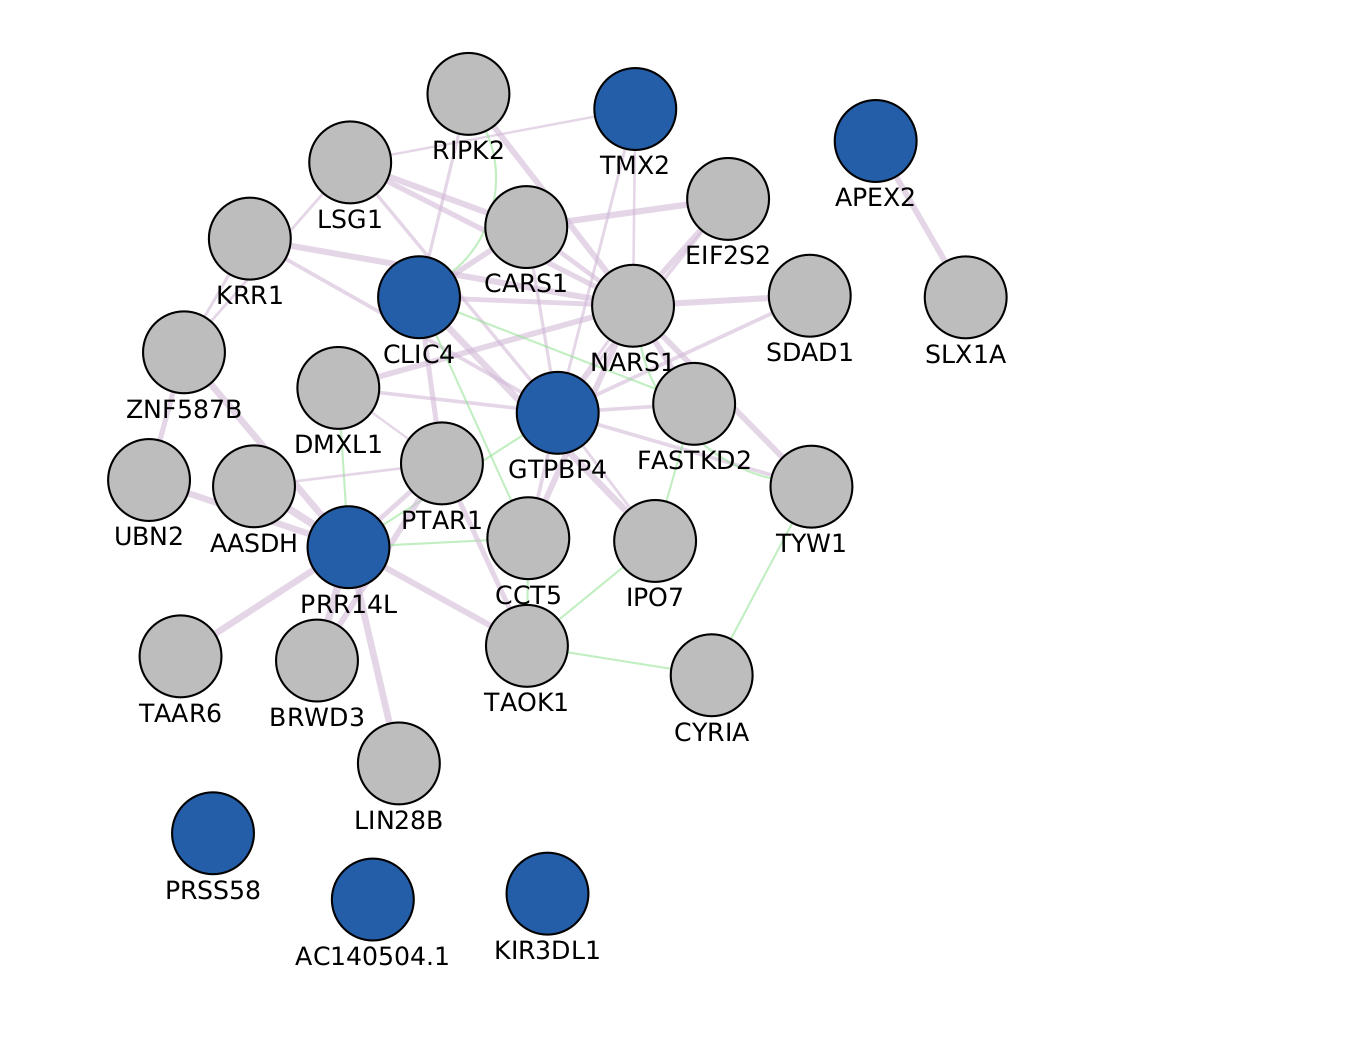 RIPK2
TMX2
APEX2
LSG1
EIF2S2
CARS1
KRR1
CLIC4
NARS1
SDAD1
SLX1A
ZNF587B
DMXL1
GTPBP4
FASTKD2
PTAR1
UBN2
AASDH
TYW1
PRR14L
CCT5
IPO7
TAAR6
BRWD3
TAOK1
CYRIA
LIN28B
PRSS58
AC140504.1
KIR3DL1